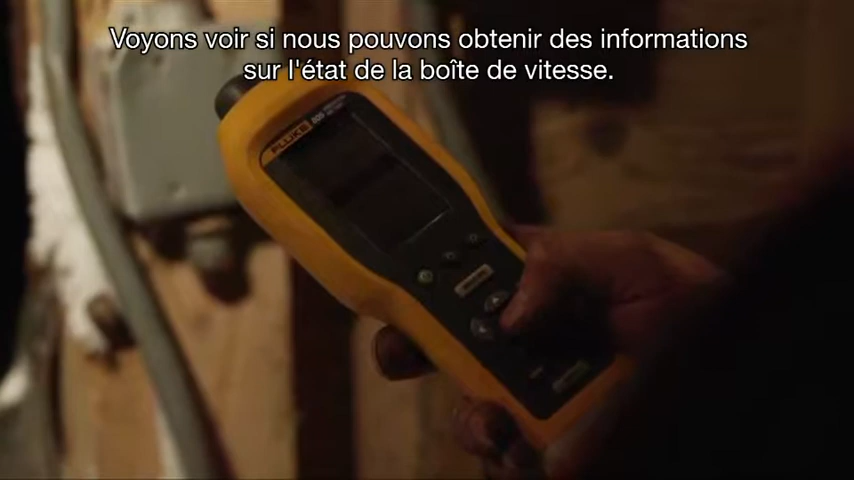 Voyons voir si nous pouvons obtenir des informations
sur l'état de la boîte de vitesse.
FLUKE